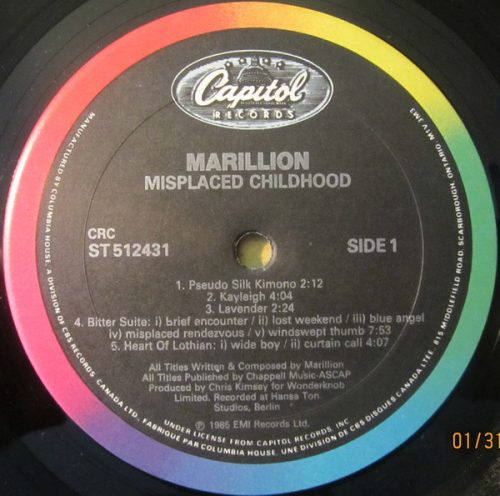 Capitol
RECORDS
MARILLION
MISPLACED CHILDHOOD
CRC
ST 512431
SIDE 1
1. Pseudo Silk Kimono 2:12
2. Kayleigh 4:04
3. Lavender 2:24
4. Bitter Suite: i) brief encounter / ii) lost weekend / iii) blue angel
iv) misplaced rendezvous / v) windswept thumb 7:53
5. Heart Of Lothian: i) wide boy / ii) curtain call 4:07
All Titles Written & Composed by Marillion
All Titles Published by Chappell Music-ASCAP
Produced by Chris Kimsey for Wonderknob
Limited. Recorded at Hansa Ton
Studios, Berlin
℗ 1985 EMI Records Ltd.
MANUFACTURED BY COLUMBIA HOUSE, A DIVISION OF CBS RECORDS CANADA LTD., 815 MIDDLEFIELD ROAD, SCARBOROUGH, ONTARIO M1V
UNDER LICENSE FROM CAPITOL RECORDS, INC.
FABRIQUÉ PAR COLUMBIA HOUSE, UNE DIVISION DE CBS DISQUES CANADA LTÉE.
01/31